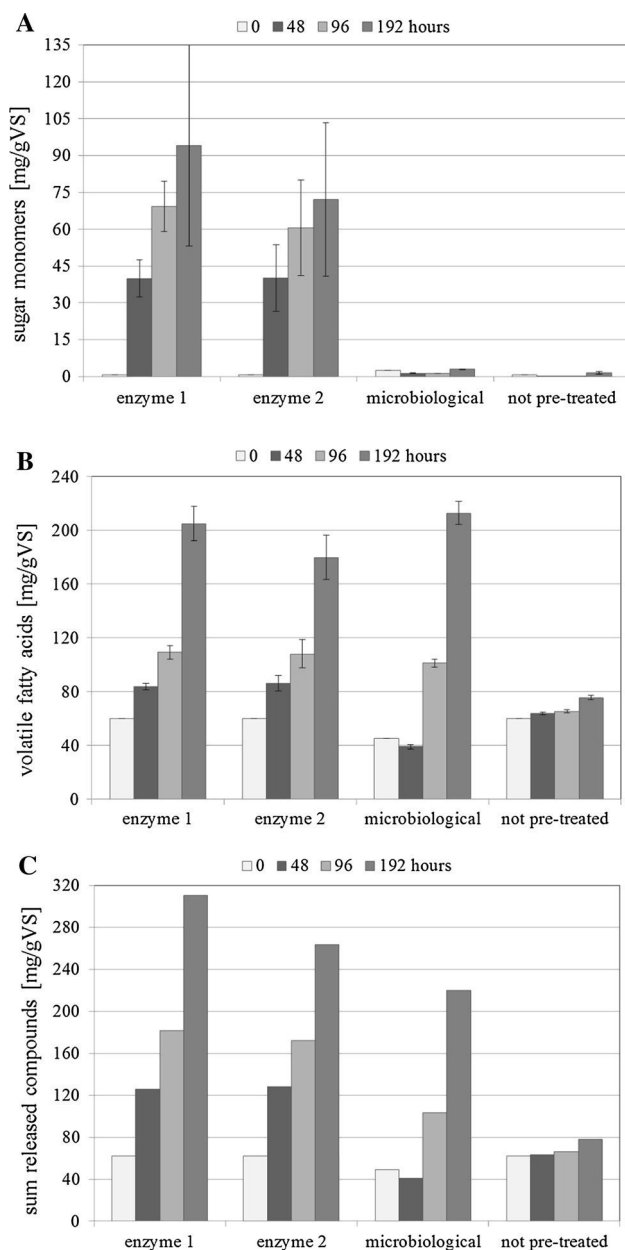 A
0 48 96 192 hours
sugar monomers [mg/gVS]
135
120
105
90
75
60
45
30
15
0
enzyme 1 enzyme 2 microbiological not pre-treated
B
0 48 96 192 hours
volatile fatty acids [mg/gVS]
240
200
160
120
80
40
0
enzyme 1 enzyme 2 microbiological not pre-treated
C
0 48 96 192 hours
sum released compounds [mg/gVS]
320
280
240
200
160
120
80
40
0
enzyme 1 enzyme 2 microbiological not pre-treated